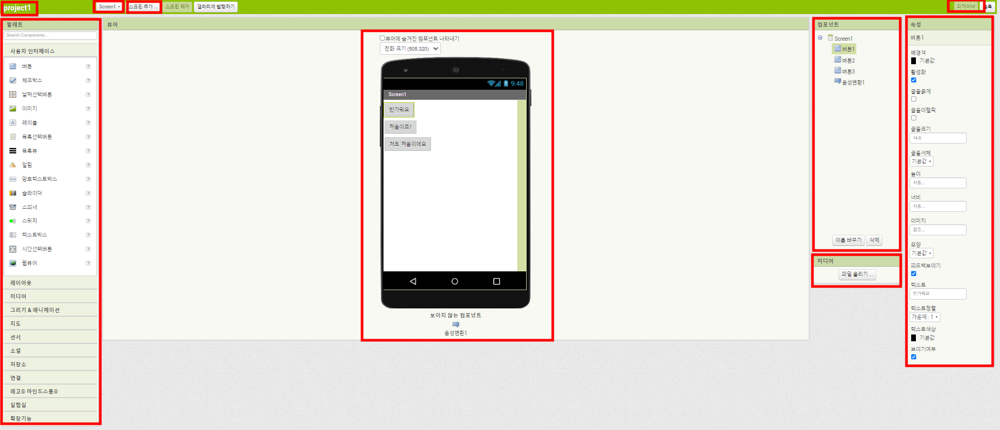 project1
Screen1
스크린 추가 ...
스크린 제거
갤러리에 발행하기
디자이너
팔레트
Search Components...
사용자 인터페이스
버튼
체크박스
날짜선택버튼
이미지
레이블
목록선택버튼
목록뷰
알림
암호텍스트박스
슬라이더
스피너
스위치
텍스트박스
시간선택버튼
웹뷰어
레이아웃
미디어
그리기 & 애니메이션
지도
센서
소셜
저장소
연결
레고® 마인드스톰®
실험실
확장기능
뷰어
뷰어에 숨겨진 컴포넌트 나타내기
전화 크기 (505,320)
9:48
Screen1
반가워요
처음이죠?
저도 처음이에요
보이지 않는 컴포넌트
음성변환1
컴포넌트
Screen1
버튼1
버튼2
버튼3
음성변환1
이름 바꾸기
삭제
미디어
파일 올리기 ...
속성
버튼1
배경색
기본값
활성화
글꼴굵게
글꼴이텔릭
글꼴크기
14.0
글꼴서체
기본값
높이
자동...
너비
자동...
이미지
없음...
모양
기본값
피드백보이기
텍스트
반가워요
텍스트정렬
가운데 : 1
텍스트색상
기본값
보이기여부